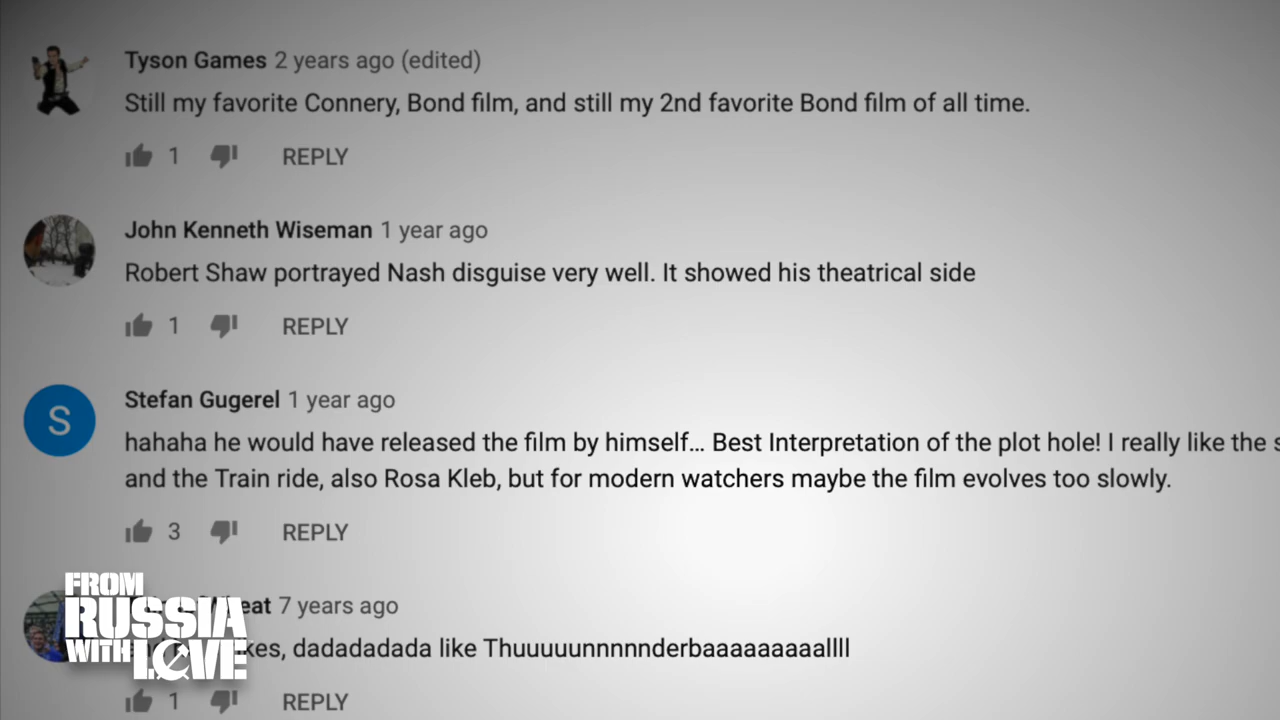 Tyson Games 2 years ago (edited)
Still my favorite Connery, Bond film, and still my 2nd favorite Bond film of all time.
1 REPLY
John Kenneth Wiseman 1 year ago
Robert Shaw portrayed Nash disguise very well. It showed his theatrical side
1 REPLY
S
Stefan Gugerel 1 year ago
hahaha he would have released the film by himself... Best Interpretation of the plot hole! I really like the
and the Train ride, also Rosa Kleb, but for modern watchers maybe the film evolves too slowly.
3 REPLY
7 years ago
dadadadada like Thuuuuunnnnnderbaaaaaaaaallll
1 REPLY
FROM
RUSSIA
WITH LOVE